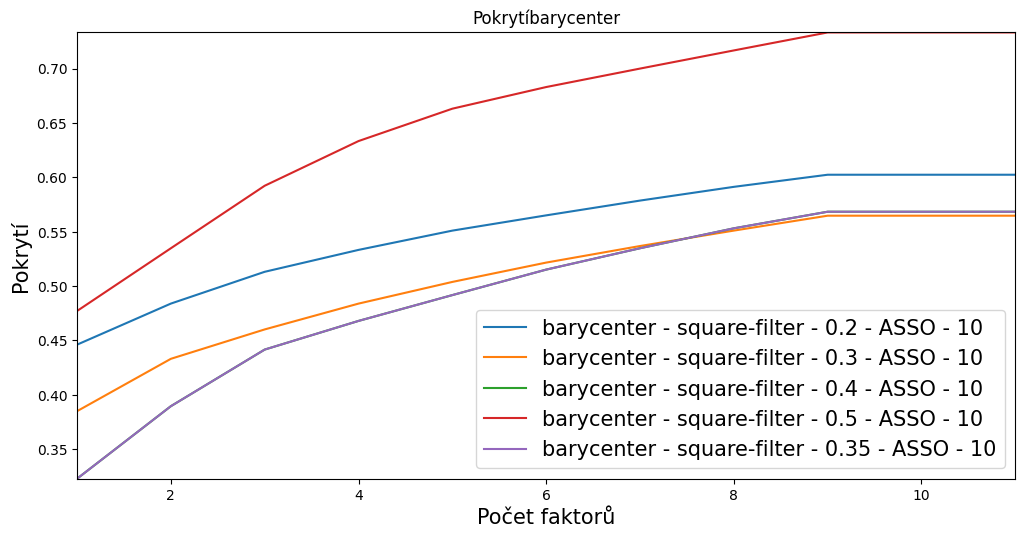 Pokrytíbarycenter
0.70
0.65
0.60
0.55
0.50
0.45
0.40
0.35
Pokrytí
barycenter - square-filter - 0.2 - ASSO - 10
barycenter - square-filter - 0.3 - ASSO - 10
barycenter - square-filter - 0.4 - ASSO - 10
barycenter - square-filter - 0.5 - ASSO - 10
barycenter - square-filter - 0.35 - ASSO - 10
2 4 6 8 10
Počet faktorů